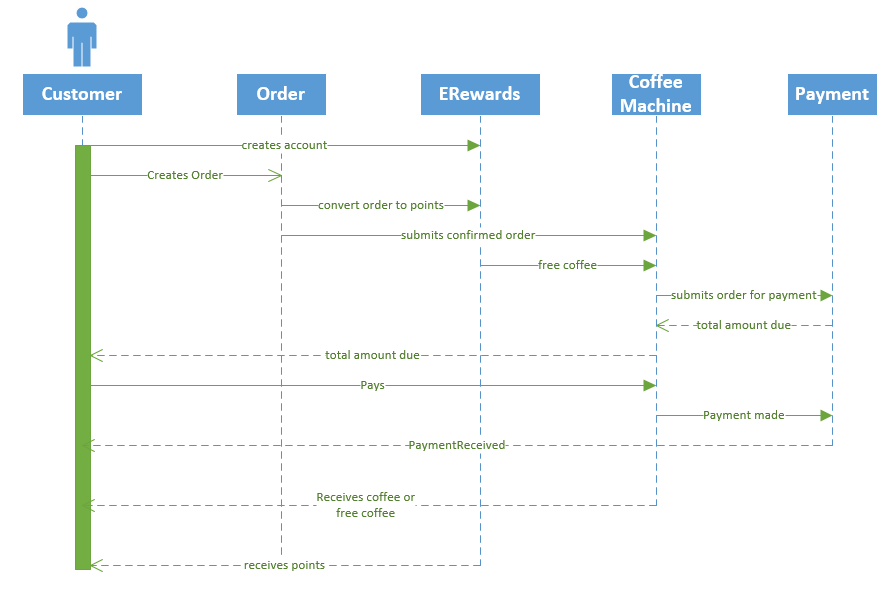 Customer
Order
ERewards
Coffee
Machine
Payment
creates account
Creates Order
convert order to points
submits confirmed order
free coffee
submits order for payment
total amount due
total amount due
Pays
Payment made
PaymentReceived
Receives coffee or
free coffee
receives points